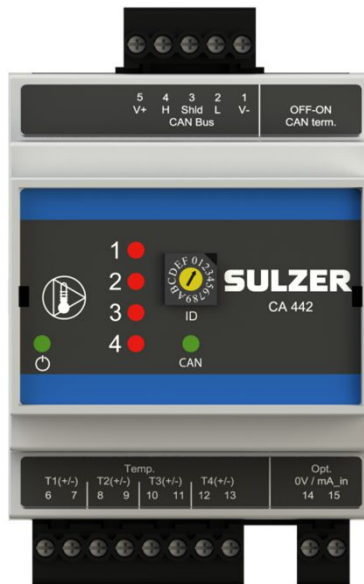 5 4 3 2 1
V+ H Shld L V-
CAN Bus
OFF-ON
CAN term.
1
2
3
4
0123456789ABCDEF
ID
CAN
SULZER
CA 442
Temp.
T1(+/-) T2(+/-) T3(+/-) T4(+/-)
6 7 8 9 10 11 12 13
Opt.
0V / mA_in
14 15